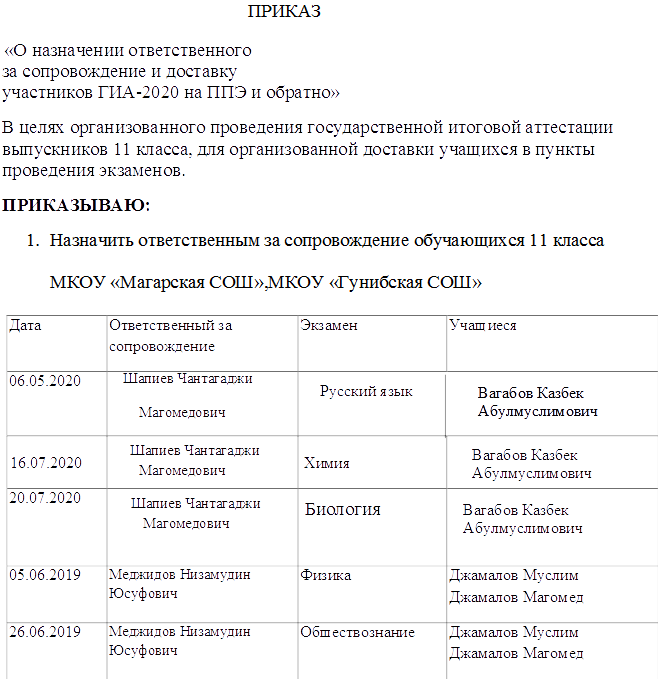 ПРИКАЗ
«О назначении ответственного
за сопровождение и доставку
участников ГИА-2020 на ППЭ и обратно»
В целях организованного проведения государственной итоговой аттестации
выпускников 11 класса, для организованной доставки учащихся в пункты
проведения экзаменов.
ПРИКАЗЫВАЮ:
1. Назначить ответственным за сопровождение обучающихся 11 класса
МКОУ «Магарская СОШ»,МКОУ «Гунибская СОШ»
Дата Ответственный за Экзамен Учащиеся
сопровождение
06.05.2020 Шапиев Чантагаджи Русский язык Вагабов Казбек
Магомедович Абулмуслимович
16.07.2020 Шапиев Чантагаджи Химия Вагабов Казбек
Магомедович Абулмуслимович
20.07.2020 Шапиев Чантагаджи Биология Вагабов Казбек
Магомедович Абулмуслимович
05.06.2019 Меджидов Низамудин Физика Джамалов Муслим
Юсуфович Джамалов Магомед
26.06.2019 Меджидов Низамудин Обществознание Джамалов Муслим
Юсуфович Джамалов Магомед